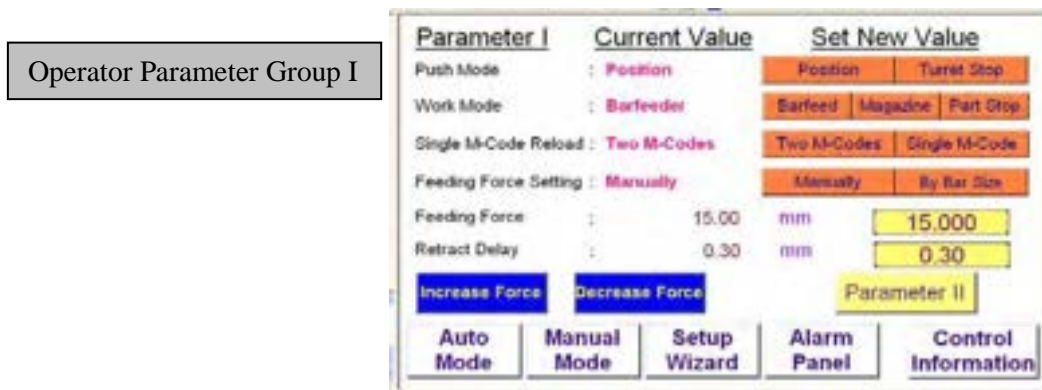 Operator Parameter Group I
Parameter I Current Value Set New Value
Push Mode : Position Position Turret Stop
Work Mode : Barfeeder Barfeed Magazine Part Stop
Single M-Code Reload : Two M-Codes Two M-Codes Single M-Code
Feeding Force Setting : Manually Manually By Bar Size
Feeding Force : 15.00 mm 15.000
Retract Delay : 0.30 mm 0.30
Increase Force Decrease Force Parameter II
Auto Manual Setup Alarm Control
Mode Mode Wizard Panel Information